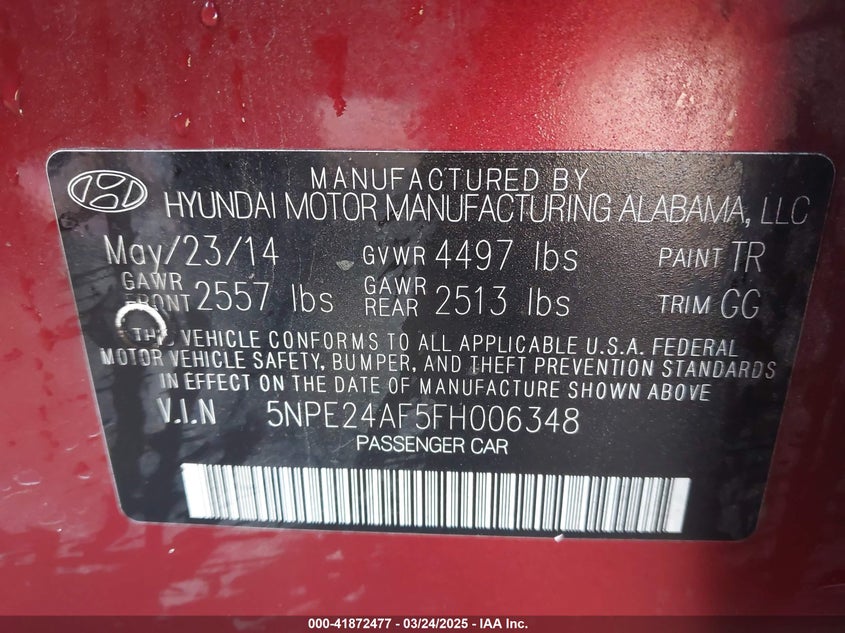 MANUFACTURED BY
HYUNDAI MOTOR MANUFACTURING ALABAMA, LLC
May/23/14 GVWR 4497 lbs PAINT TR
GAWR FRONT 2557 lbs GAWR REAR 2513 lbs TRIM GG
THIS VEHICLE CONFORMS TO ALL APPLICABLE U.S.A. FEDERAL
MOTOR VEHICLE SAFETY, BUMPER, AND THEFT PREVENTION STANDARDS
IN EFFECT ON THE DATE OF MANUFACTURE SHOWN ABOVE
V.I.N 5NPE24AF5FH006348
PASSENGER CAR
000-41872477 - 03/24/2025 - IAA Inc.